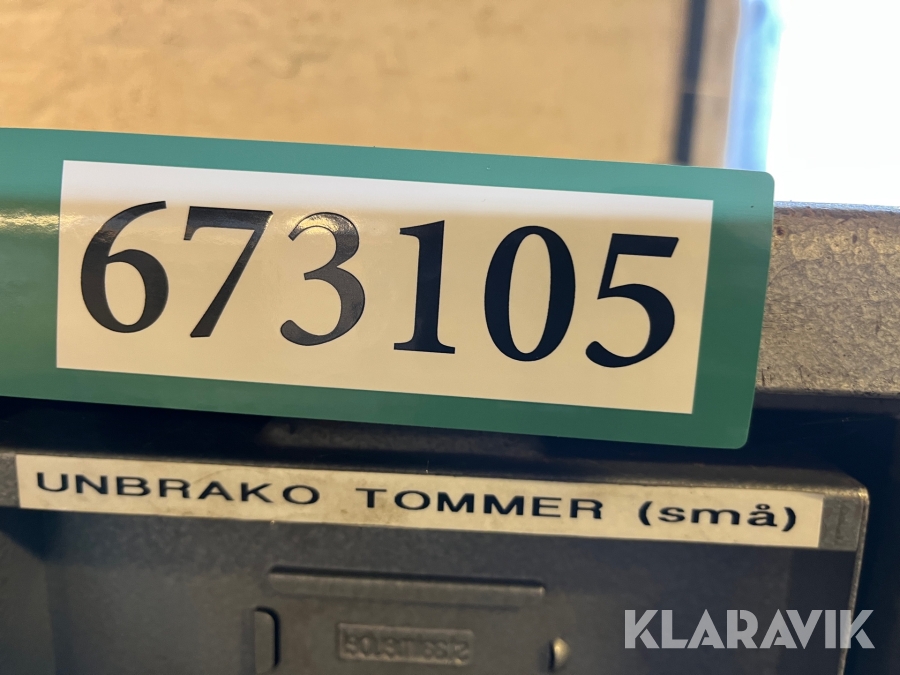 673105
UNBRAKO TOMMER (små)
KLARAVIK